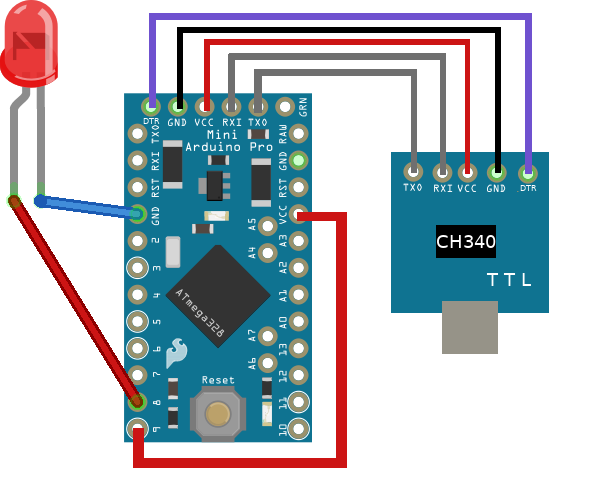 GRN
DTR GND VCC RXI TXO
Mini
Arduino Pro
TXO
RXI
RST
GND
2
3
4
5
6
7
8
9
RAW
GND
RST
VCC
A3
A2
A1
A0
13
12
11
10
A5
A4
A7
A6
ATmega328
Reset
TXO RXI VCC GND DTR
CH340
TTL